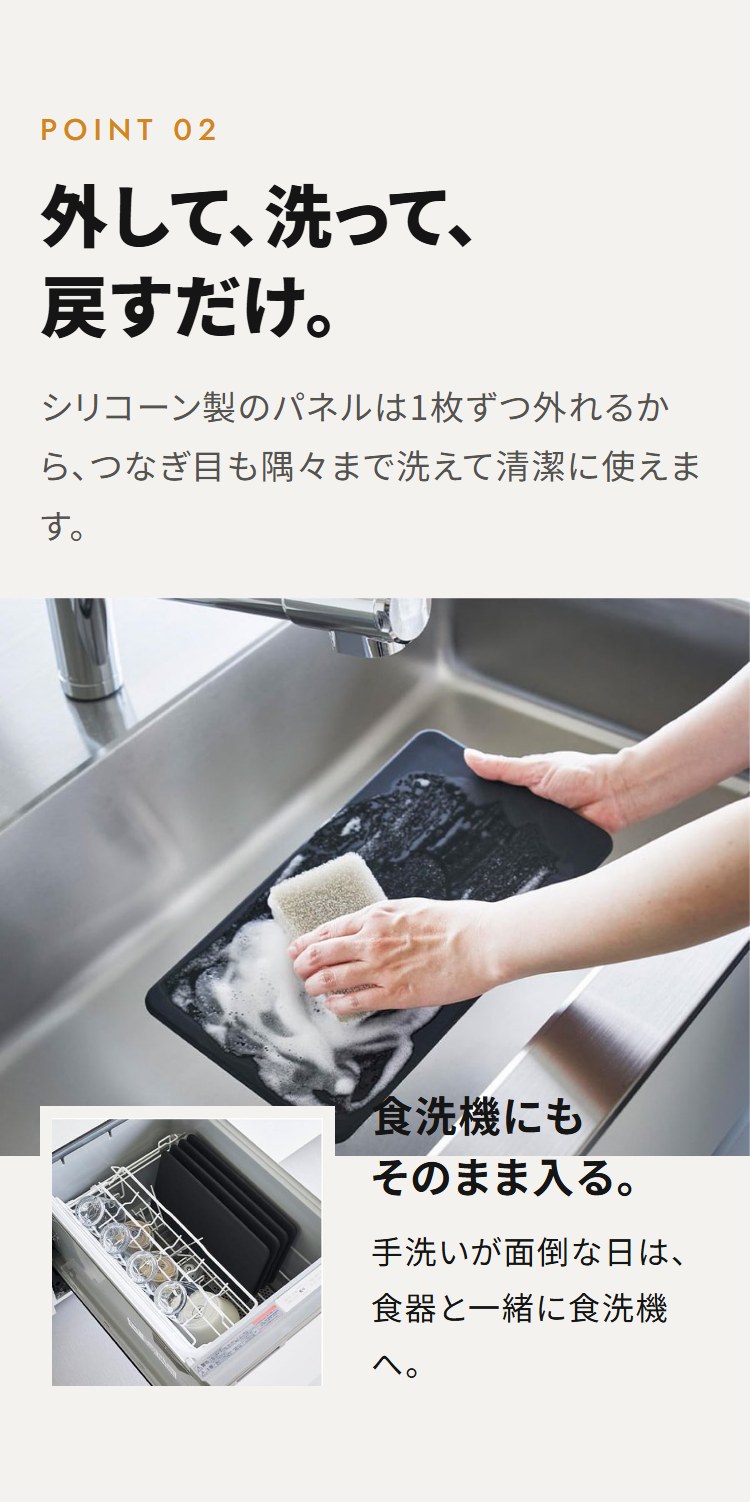 POINT 02
外して、洗って、
戻すだけ。
シリコーン製のパネルは1枚ずつ外れるか
ら、つなぎ目も隅々まで洗えて清潔に使えま
す。
食洗機にも
そのまま入る。
手洗いが面倒な日は、
食器と一緒に食洗機
へ。